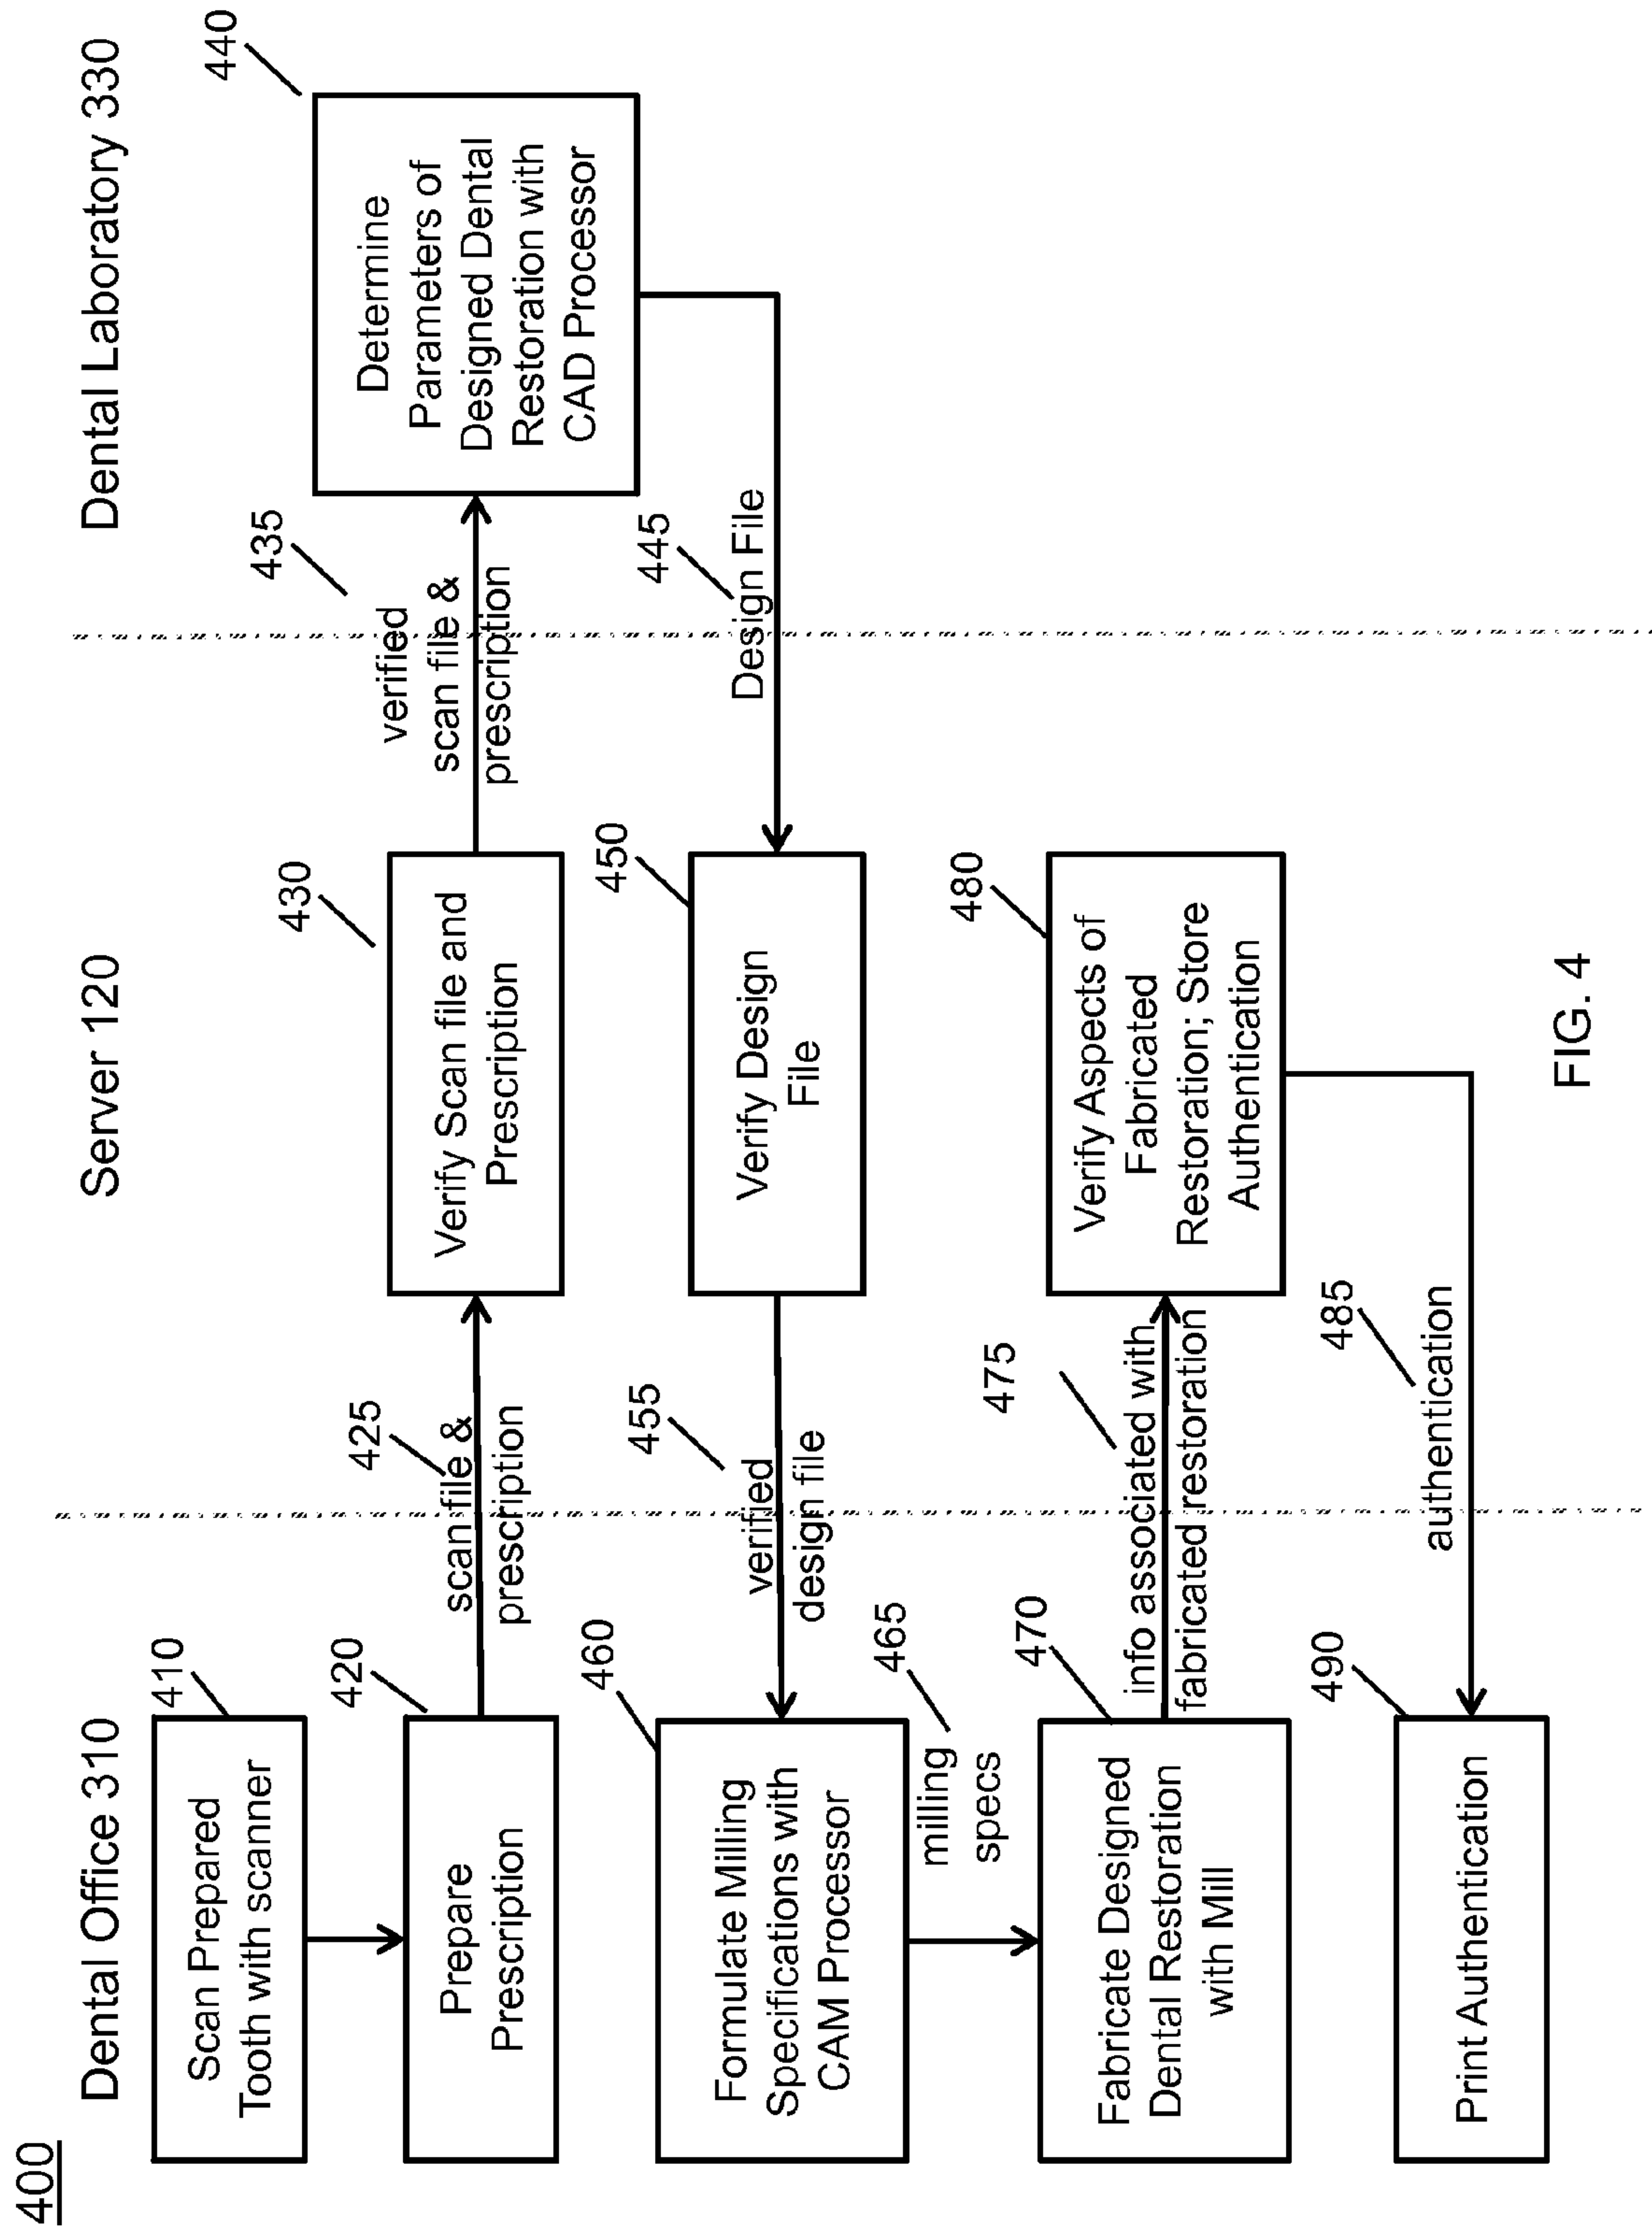 400
Dental Office 310
Server 120
Dental Laboratory 330
410
Scan Prepared
Tooth with scanner
420
Prepare
Prescription
425
scan file &
prescription
430
Verify Scan file and
Prescription
435
verified
scan file &
prescription
440
Determine
Parameters of
Designed Dental
Restoration with
CAD Processor
445
Design File
450
Verify Design
File
455
verified
design file
460
Formulate Milling
Specifications with
CAM Processor
465
milling
specs
470
Fabricate Designed
Dental Restoration
with Mill
475
info associated with
fabricated restoration
480
Verify Aspects of
Fabricated
Restoration; Store
Authentication
485
authentication
490
Print Authentication
FIG. 4